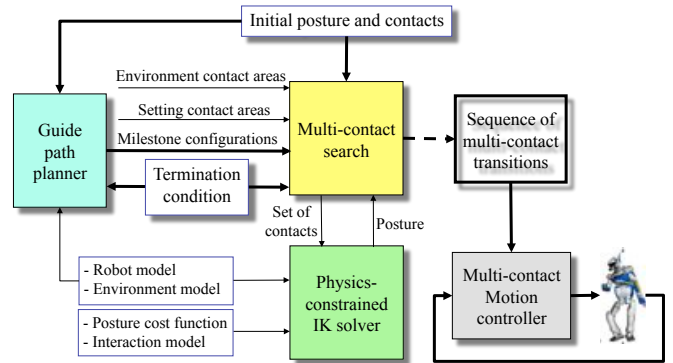 Initial posture and contacts
Environment contact areas
Setting contact areas
Milestone configurations
Guide
path
planner
Multi-contact
search
Sequence of
multi-contact
transitions
Termination
condition
Set of
contacts
Posture
- Robot model
- Environment model
- Posture cost function
- Interaction model
Physics-
constrained
IK solver
Multi-contact
Motion
controller